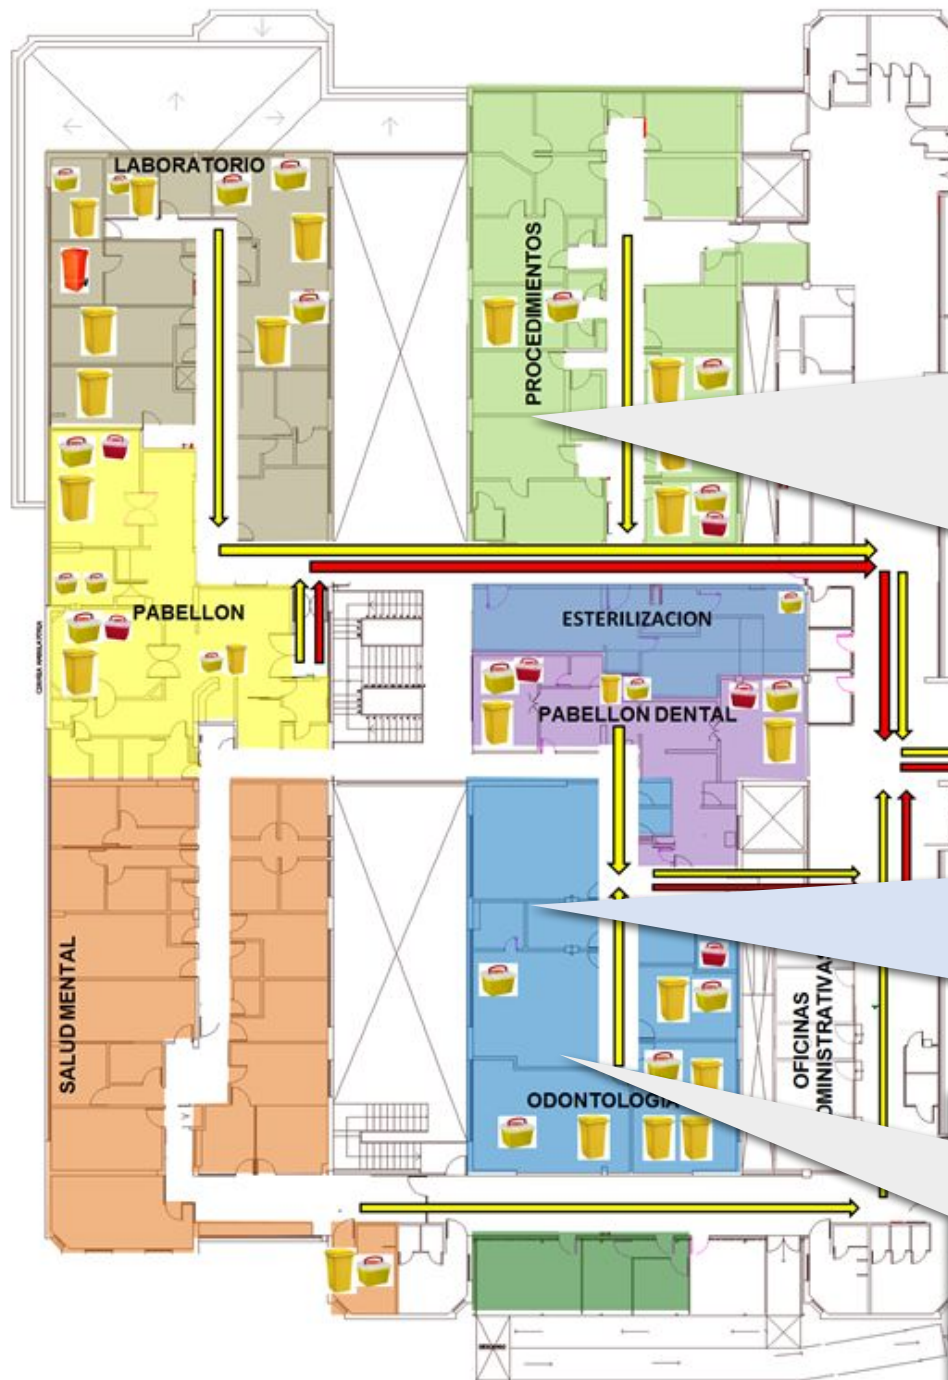 LABORATORIO
PROCEDIMIENTOS
PABELLON
ESTERILIZACION
PABELLON DENTAL
SALUD MENTAL
ODONTOLOGIA
OFICINAS